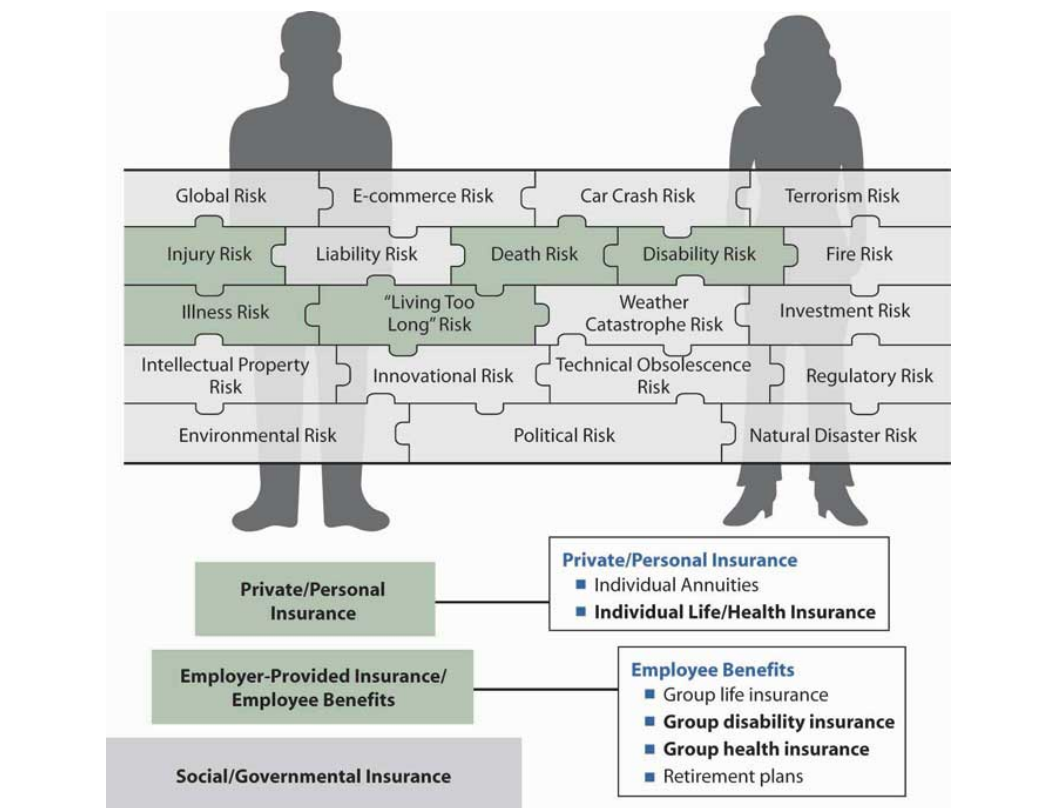 Global Risk
E-commerce Risk
Car Crash Risk
Terrorism Risk
Injury Risk
Liability Risk
Death Risk
Disability Risk
Fire Risk
Illness Risk
“Living Too
Long” Risk
Weather
Catastrophe Risk
Investment Risk
Intellectual Property
Risk
Innovational Risk
Technical Obsolescence
Risk
Regulatory Risk
Environmental Risk
Political Risk
Natural Disaster Risk
Private/Personal
Insurance
Private/Personal Insurance
■ Individual Annuities
■ Individual Life/Health Insurance
Employer-Provided Insurance/
Employee Benefits
Employee Benefits
■ Group life insurance
■ Group disability insurance
■ Group health insurance
■ Retirement plans
Social/Governmental Insurance